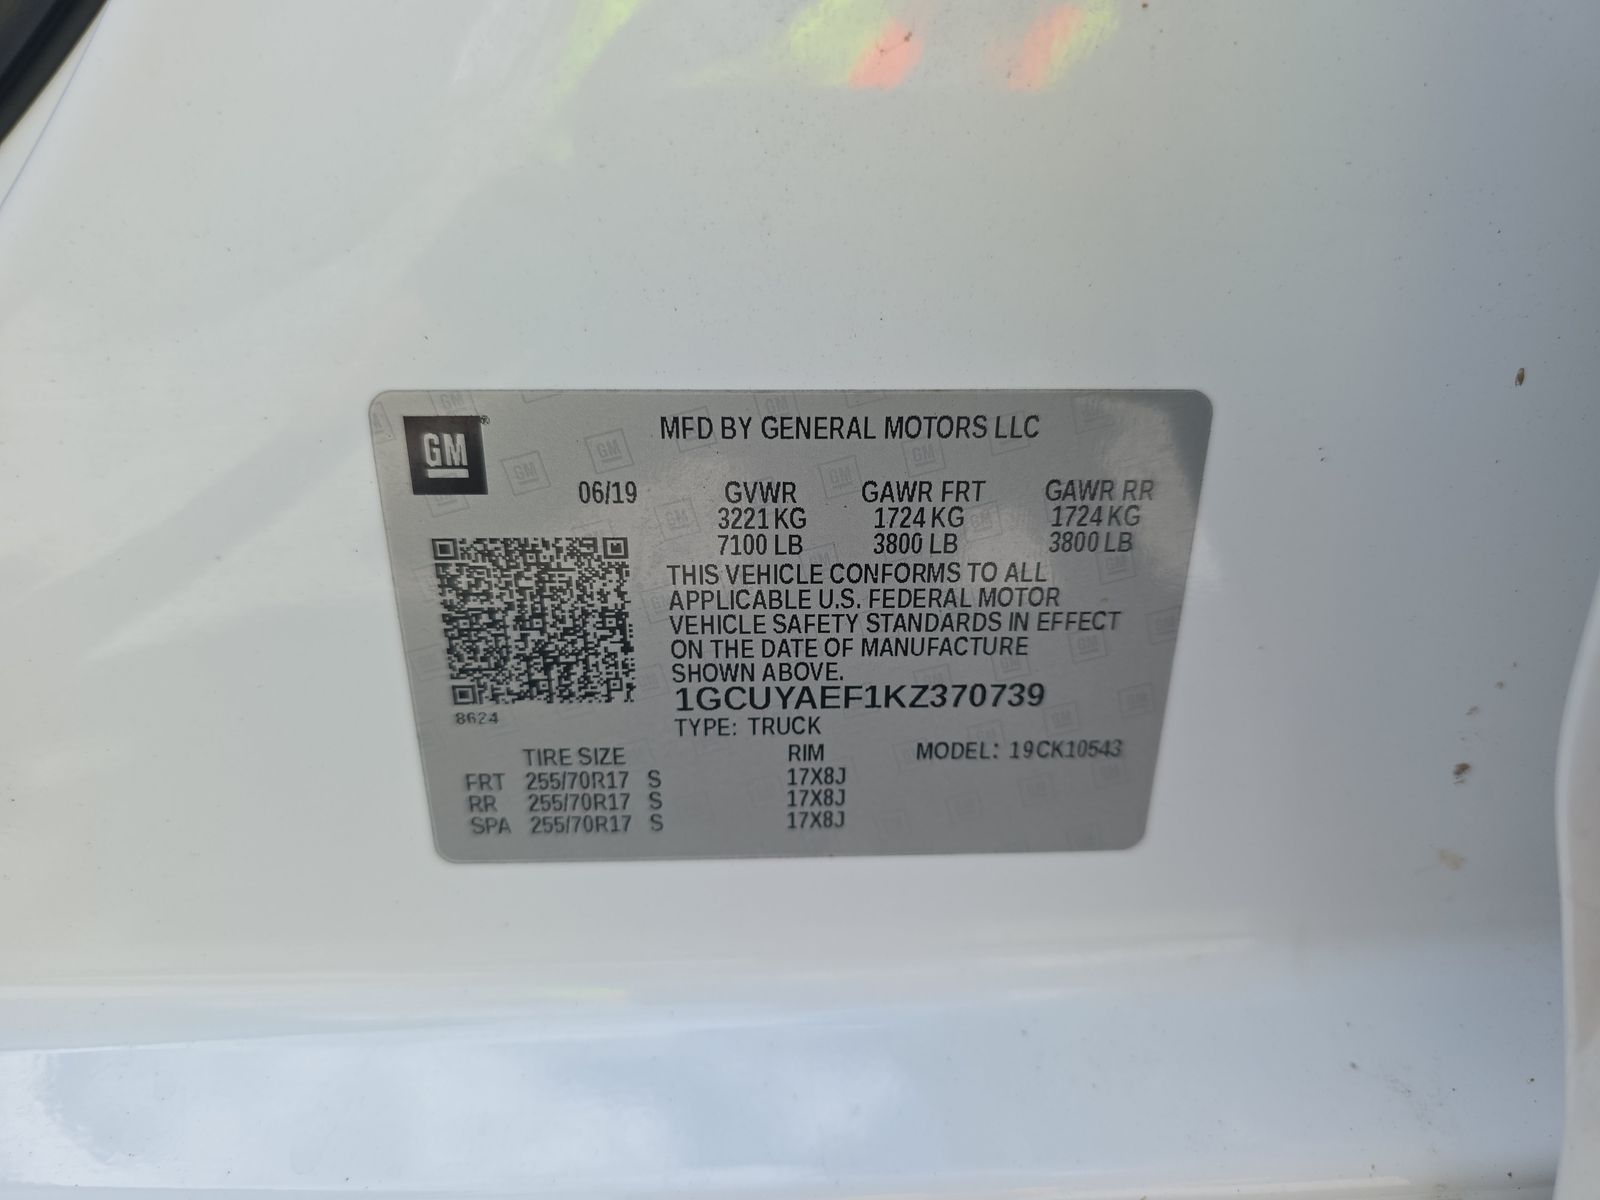 GM
MFD BY GENERAL MOTORS LLC
06/19 GVWR GAWR FRT GAWR RR
3221 KG 1724 KG 1724 KG
7100 LB 3800 LB 3800 LB
THIS VEHICLE CONFORMS TO ALL
APPLICABLE U.S. FEDERAL MOTOR
VEHICLE SAFETY STANDARDS IN EFFECT
ON THE DATE OF MANUFACTURE
SHOWN ABOVE.
1GCUYAEF1KZ370739
8624
TYPE: TRUCK
TIRE SIZE RIM MODEL: 19CK10543
FRT 255/70R17 S 17X8J
RR 255/70R17 S 17X8J
SPA 255/70R17 S 17X8J